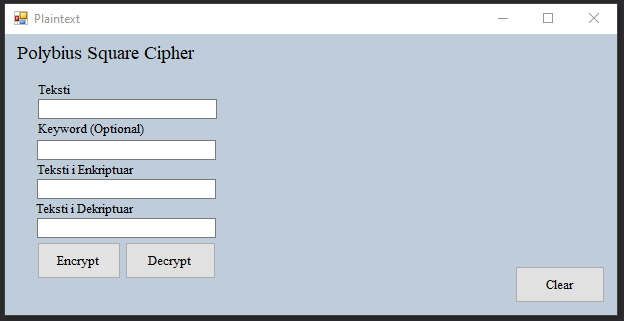 Plaintext
Polybius Square Cipher
Teksti
Keyword (Optional)
Teksti i Enkriptuar
Teksti i Dekriptuar
Encrypt Decrypt
Clear